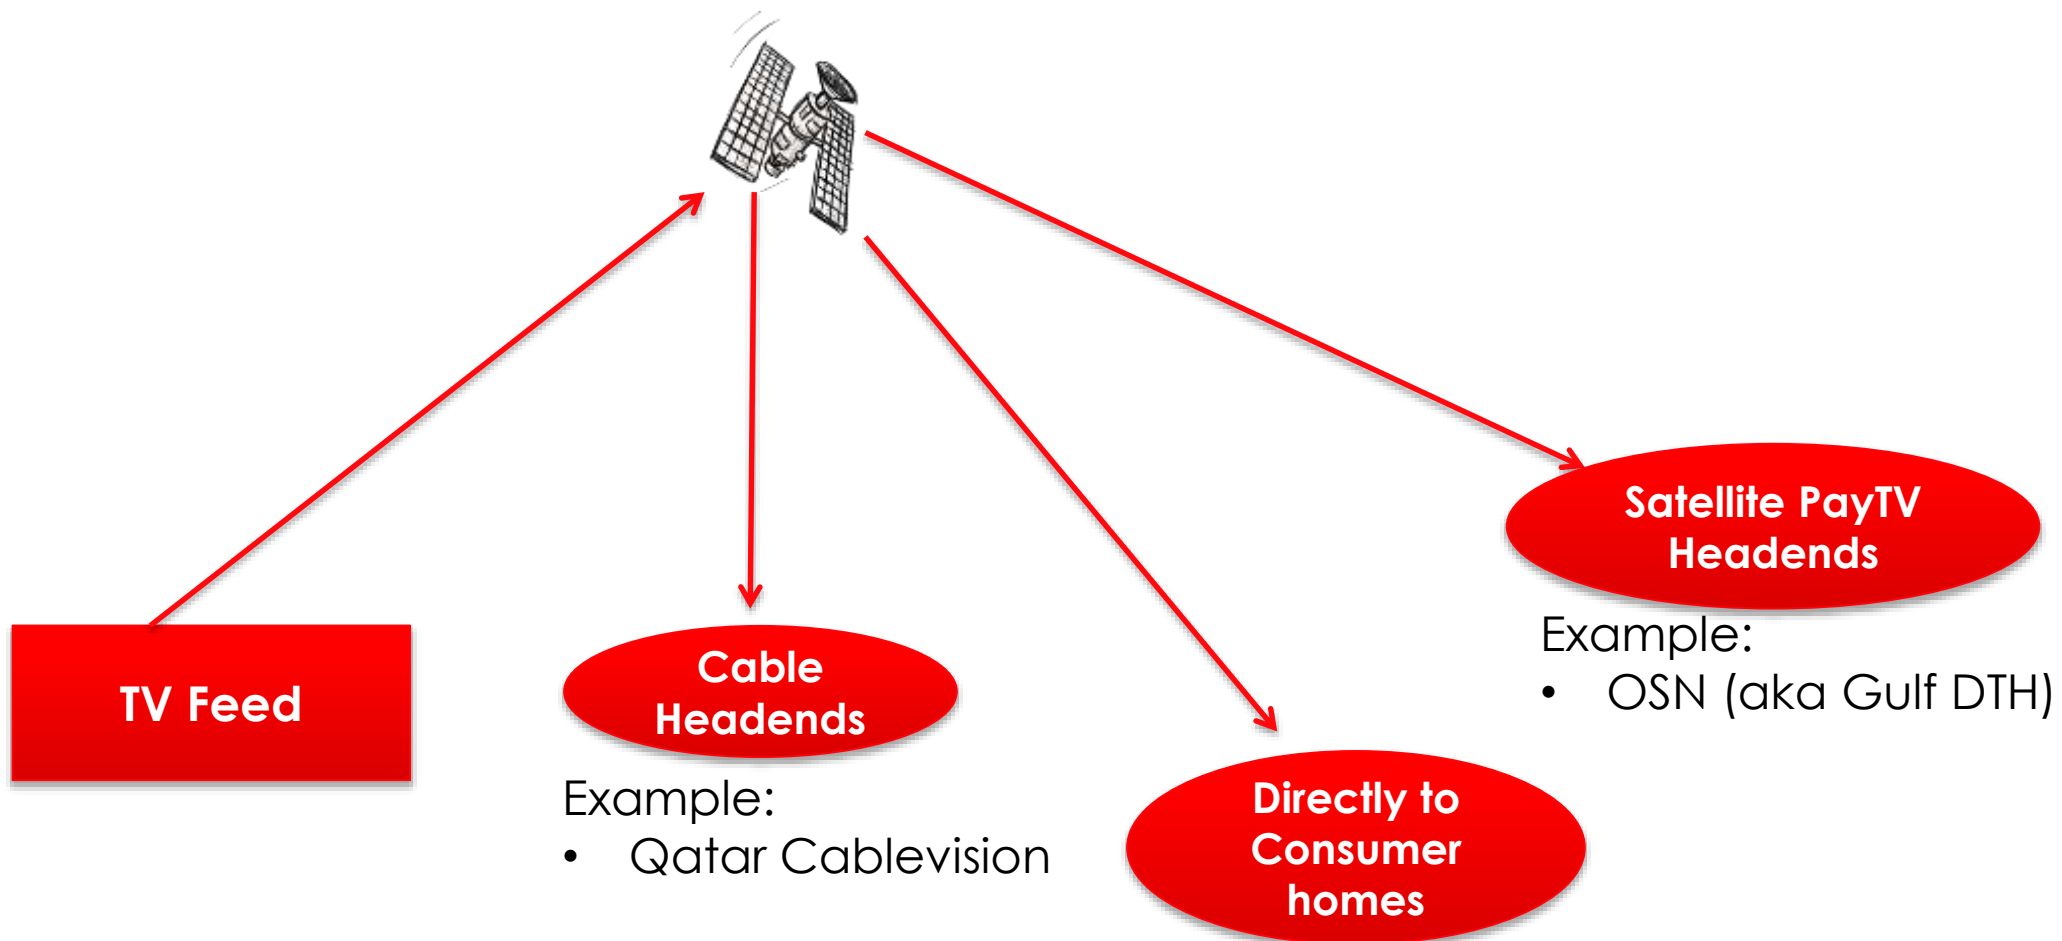 TV Feed
Cable
Headends
Example:
• Qatar Cablevision
Directly to
Consumer
homes
Satellite PayTV
Headends
Example:
• OSN (aka Gulf DTH)